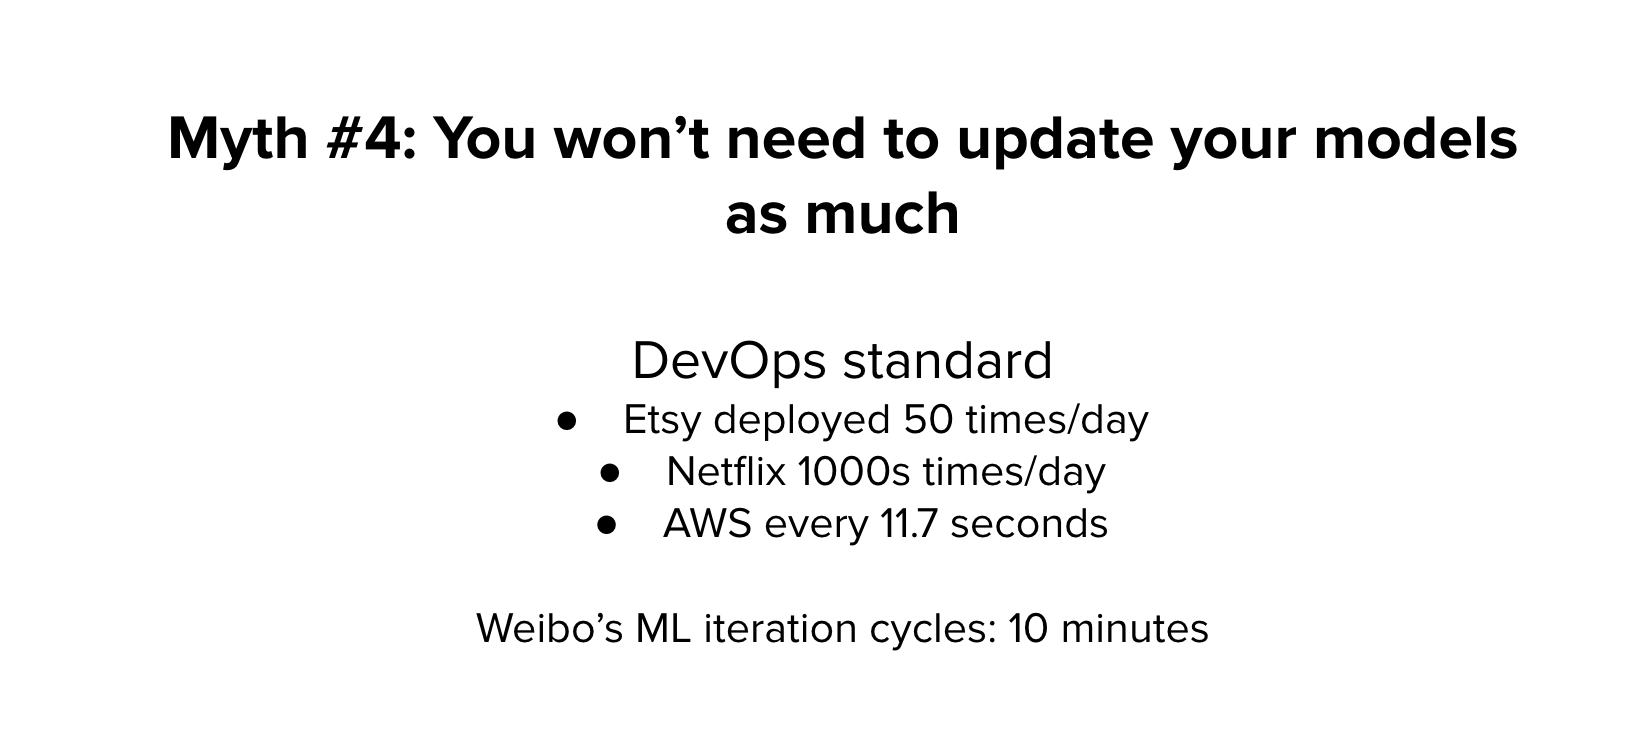 Myth #4: You won’t need to update your models
as much
DevOps standard
● Etsy deployed 50 times/day
● Netflix 1000s times/day
● AWS every 11.7 seconds
Weibo’s ML iteration cycles: 10 minutes